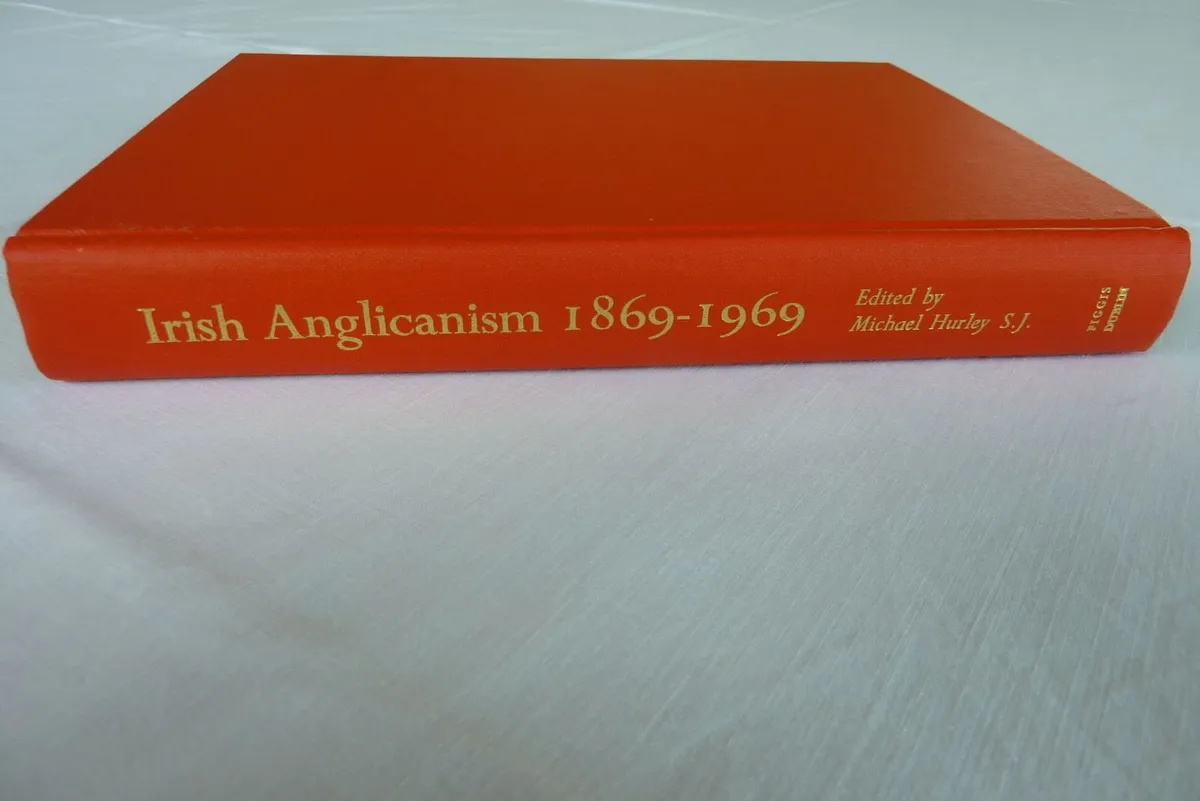 Irish Anglicanism 1869-1969
Edited by
Michael Hurley S.J.
FIGGIS
DUBLIN